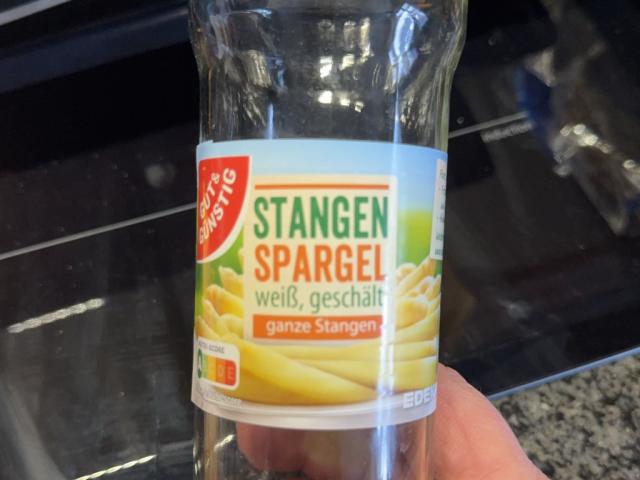 GUT&
GÜNSTIG
STANGEN
SPARGEL
weiß, geschält
ganze Stangen
A
D E
EDE